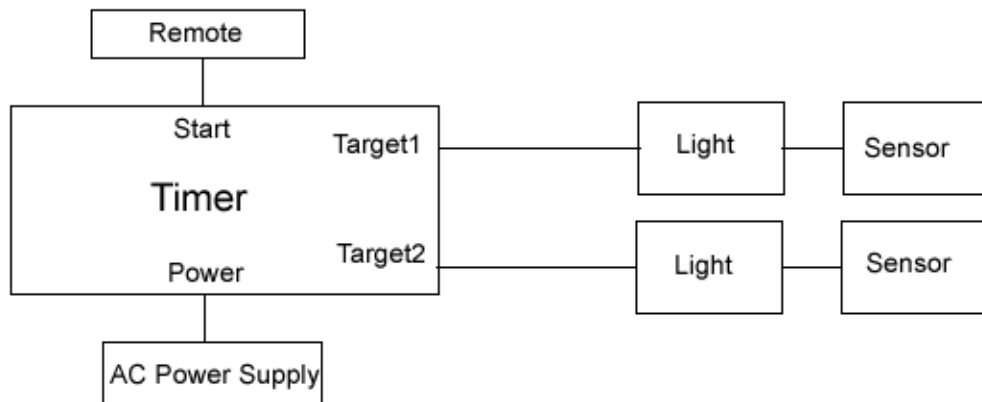 Remote
Start
Target1
Light
Sensor
Timer
Target2
Light
Sensor
Power
AC Power Supply